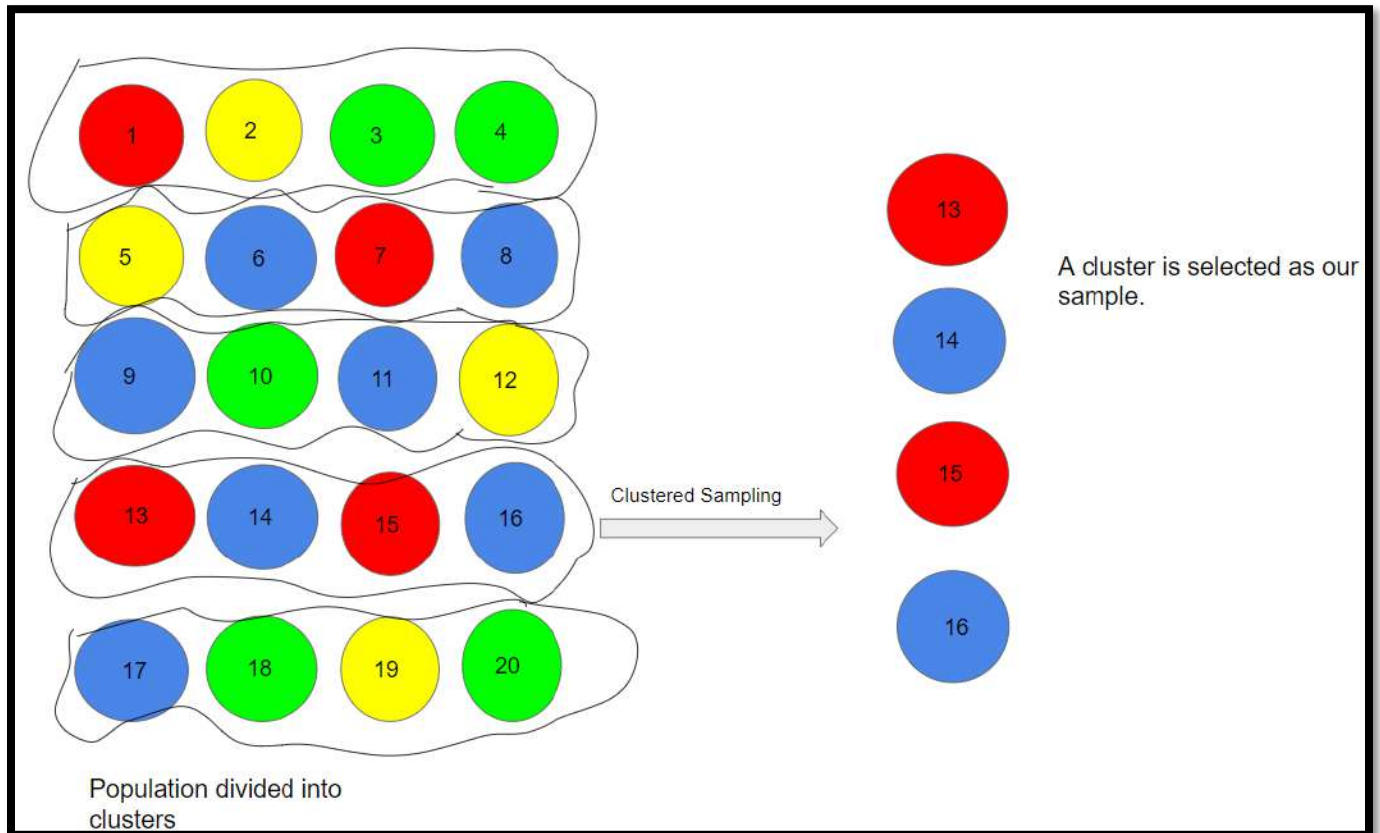 1 2 3 4
5 6 7 8
9 10 11 12
13 14 15 16
17 18 19 20
Population divided into
clusters
Clustered Sampling
13
14
15
16
A cluster is selected as our
sample.